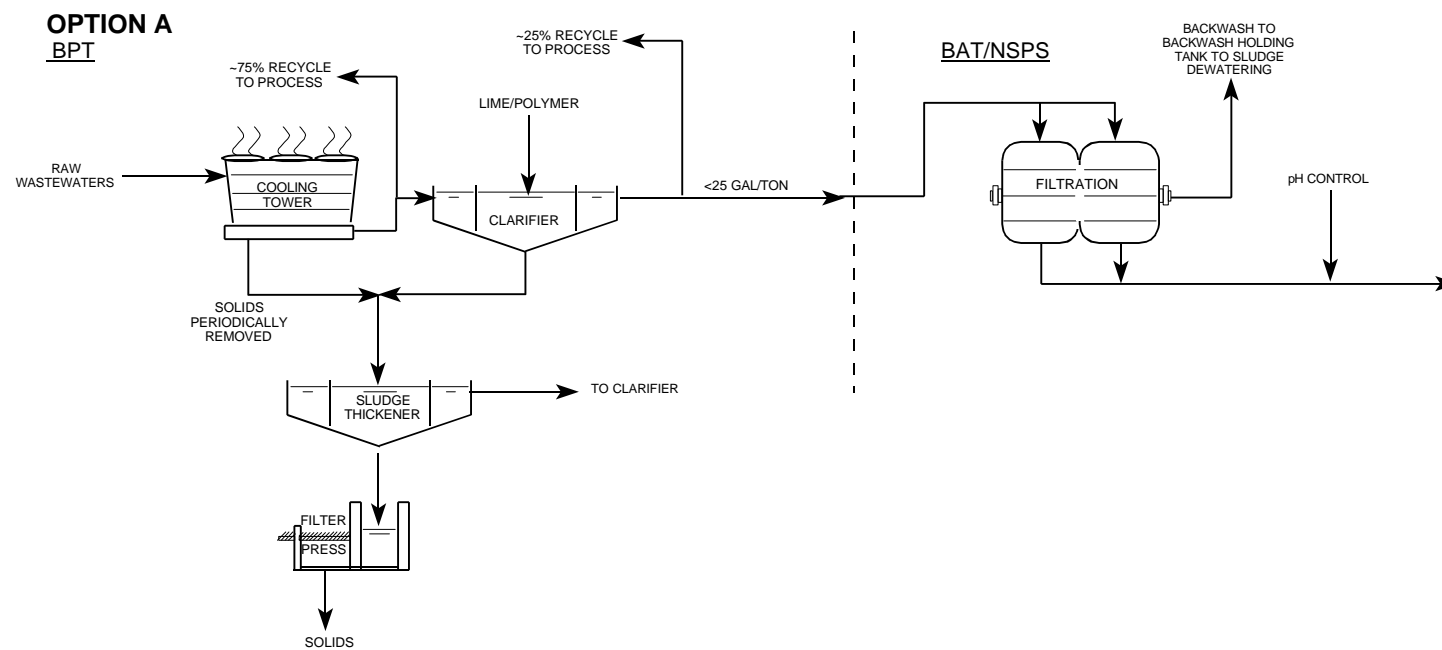 OPTION A
BPT
~75% RECYCLE
TO PROCESS
~25% RECYCLE
TO PROCESS
BAT/NSPS
BACKWASH TO
BACKWASH HOLDING
TANK TO SLUDGE
DEWATERING
LIME/POLYMER
RAW
WASTEWATERS
COOLING
TOWER
CLARIFIER
<25 GAL/TON
FILTRATION
pH CONTROL
SOLIDS
PERIODICALLY
REMOVED
SLUDGE
THICKENER
TO CLARIFIER
FILTER
PRESS
SOLIDS